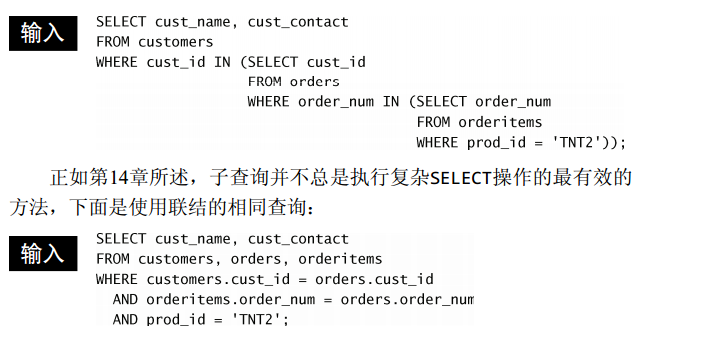 输入
SELECT cust_name, cust_contact
FROM customers
WHERE cust_id IN (SELECT cust_id
FROM orders
WHERE order_num IN (SELECT order_num
FROM orderitems
WHERE prod_id = 'TNT2'));
正如第14章所述，子查询并不总是执行复杂SELECT操作的最有效的
方法，下面是使用联结的相同查询：
输入
SELECT cust_name, cust_contact
FROM customers, orders, orderitems
WHERE customers.cust_id = orders.cust_id
AND orderitems.order_num = orders.order_num
AND prod_id = 'TNT2';